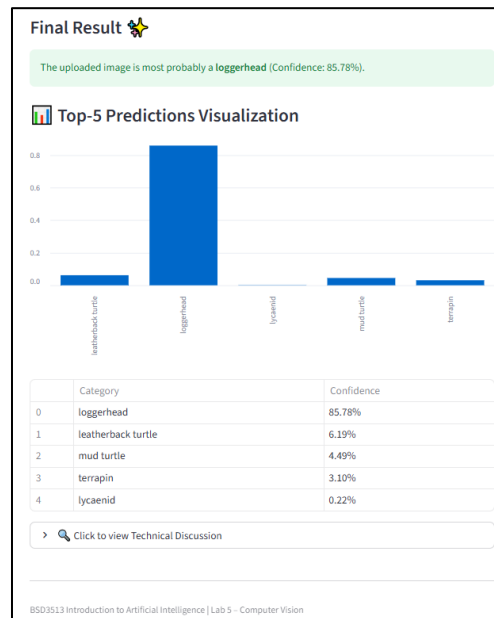 Final Result ✨
The uploaded image is most probably a loggerhead (Confidence: 85.78%).
📊 Top-5 Predictions Visualization
0.8
0.6
0.4
0.2
0.0
leatherback turtle
loggerhead
lycaenid
mud turtle
terrapin
Category Confidence
0 loggerhead 85.78%
1 leatherback turtle 6.19%
2 mud turtle 4.49%
3 terrapin 3.10%
4 lycaenid 0.22%
> 🔍 Click to view Technical Discussion
BSD3513 Introduction to Artificial Intelligence | Lab 5 – Computer Vision